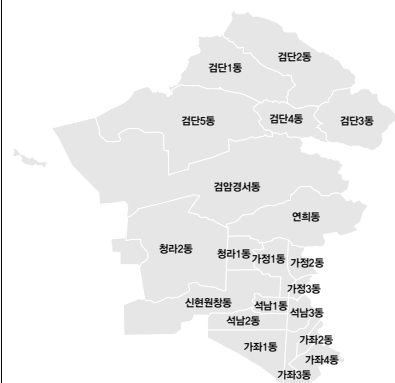 검단2동
검단1동
검단5동
검단4동
검단3동
검암경서동
연희동
청라2동
청라1동
가정1동
가정2동
가정3동
신현원창동
석남1동
석남3동
석남2동
가좌2동
가좌1동
가좌4동
가좌3동